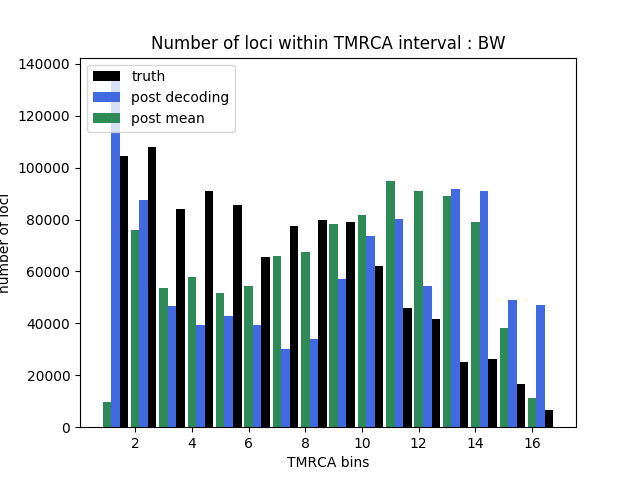 Number of loci within TMRCA interval : BW
140000
120000
100000
80000
60000
40000
20000
0
number of loci
truth
post decoding
post mean
2 4 6 8 10 12 14 16
TMRCA bins